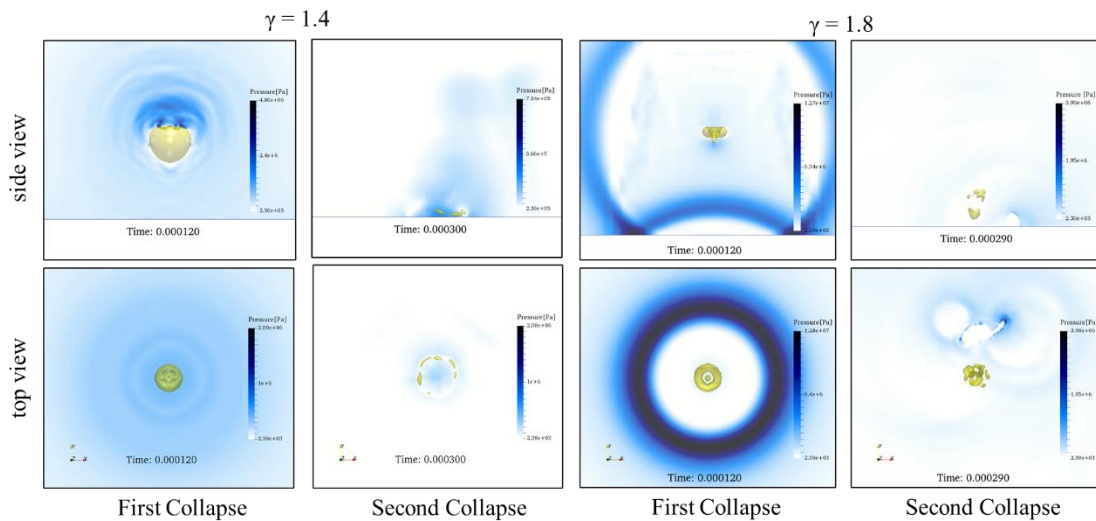 γ = 1.4
γ = 1.8
side view
Pressure[Pa]
4.80e+06
2.4e+6
2.30e+03
Time: 0.000120
Pressure[Pa]
7.34e+05
3.66e+5
2.30e+03
Time: 0.000300
Pressure[Pa]
1.27e+07
6.34e+6
Time: 0.000120
Pressure [Pa]
3.90e+06
1.95e+6
2.30e+03
Time: 0.000290
top view
Pressure[Pa]
2.00e+06
1e+6
2.30e+03
Time: 0.000120
Pressure[Pa]
2.00e+06
1e+6
2.30e+03
Time: 0.000300
Pressure[Pa]
1.28e+07
6.4e+6
2.30e+03
Time: 0.000120
Pressure[Pa]
3.90e+06
1.95e+6
2.30e+03
Time: 0.000290
First Collapse
Second Collapse
First Collapse
Second Collapse